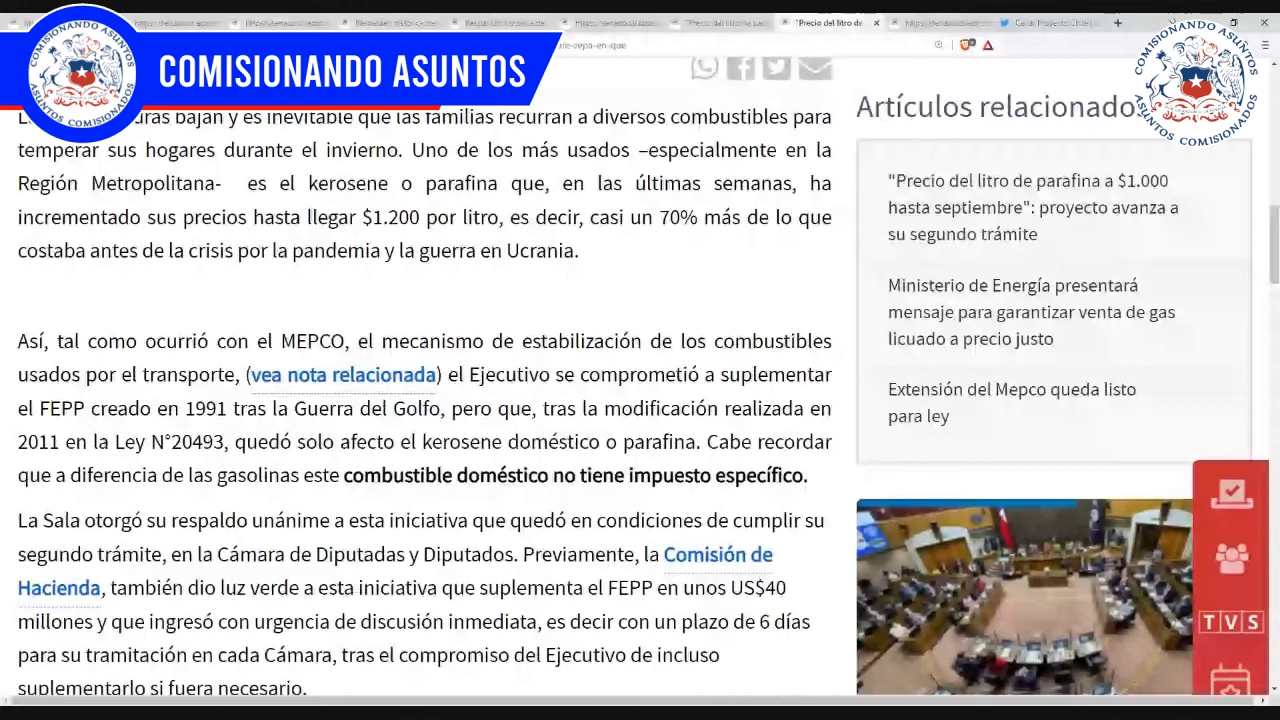 COMISIONANDO ASUNTOS
COMISIONANDO ASUNTOS
ASUNTOS COMISIONADOS
COMISIONANDO ASUNTOS
ASUNTOS COMISIONADOS
"Precio del litro de
bajan y es inevitable que las familias recurran a diversos combustibles para
temperar sus hogares durante el invierno. Uno de los más usados –especialmente en la
Región Metropolitana- es el kerosene o parafina que, en las últimas semanas, ha
incrementado sus precios hasta llegar $1.200 por litro, es decir, casi un 70% más de lo que
costaba antes de la crisis por la pandemia y la guerra en Ucrania.
Así, tal como ocurrió con el MEPCO, el mecanismo de estabilización de los combustibles
usados por el transporte, (vea nota relacionada) el Ejecutivo se comprometió a suplementar
el FEPP creado en 1991 tras la Guerra del Golfo, pero que, tras la modificación realizada en
2011 en la Ley N°20493, quedó solo afecto el kerosene doméstico o parafina. Cabe recordar
que a diferencia de las gasolinas este combustible doméstico no tiene impuesto específico.
La Sala otorgó su respaldo unánime a esta iniciativa que quedó en condiciones de cumplir su
segundo trámite, en la Cámara de Diputadas y Diputados. Previamente, la Comisión de
Hacienda, también dio luz verde a esta iniciativa que suplementa el FEPP en unos US$40
millones y que ingresó con urgencia de discusión inmediata, es decir con un plazo de 6 días
para su tramitación en cada Cámara, tras el compromiso del Ejecutivo de incluso
suplementarlo si fuera necesario.
Artículos relacionado
"Precio del litro de parafina a $1.000
hasta septiembre": proyecto avanza a
su segundo trámite
Ministerio de Energía presentará
mensaje para garantizar venta de gas
licuado a precio justo
Extensión del Mepco queda listo
para ley
TVS